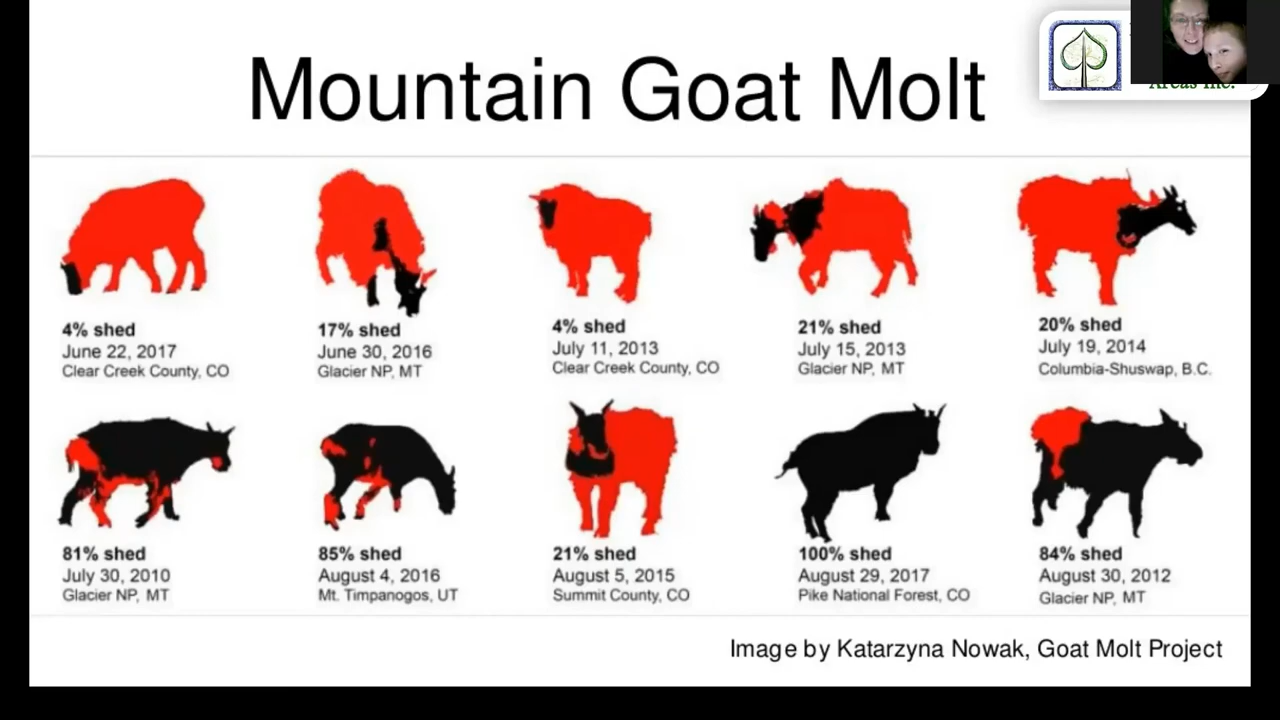 Mountain Goat Molt
Areas Inc.
4% shed
June 22, 2017
Clear Creek County, CO
17% shed
June 30, 2016
Glacier NP, MT
4% shed
July 11, 2013
Clear Creek County, CO
21% shed
July 15, 2013
Glacier NP, MT
20% shed
July 19, 2014
Columbia-Shuswap, B.C.
81% shed
July 30, 2010
Glacier NP, MT
85% shed
August 4, 2016
Mt. Timpanogos, UT
21% shed
August 5, 2015
Summit County, CO
100% shed
August 29, 2017
Pike National Forest, CO
84% shed
August 30, 2012
Glacier NP, MT
Image by Katarzyna Nowak, Goat Molt Project